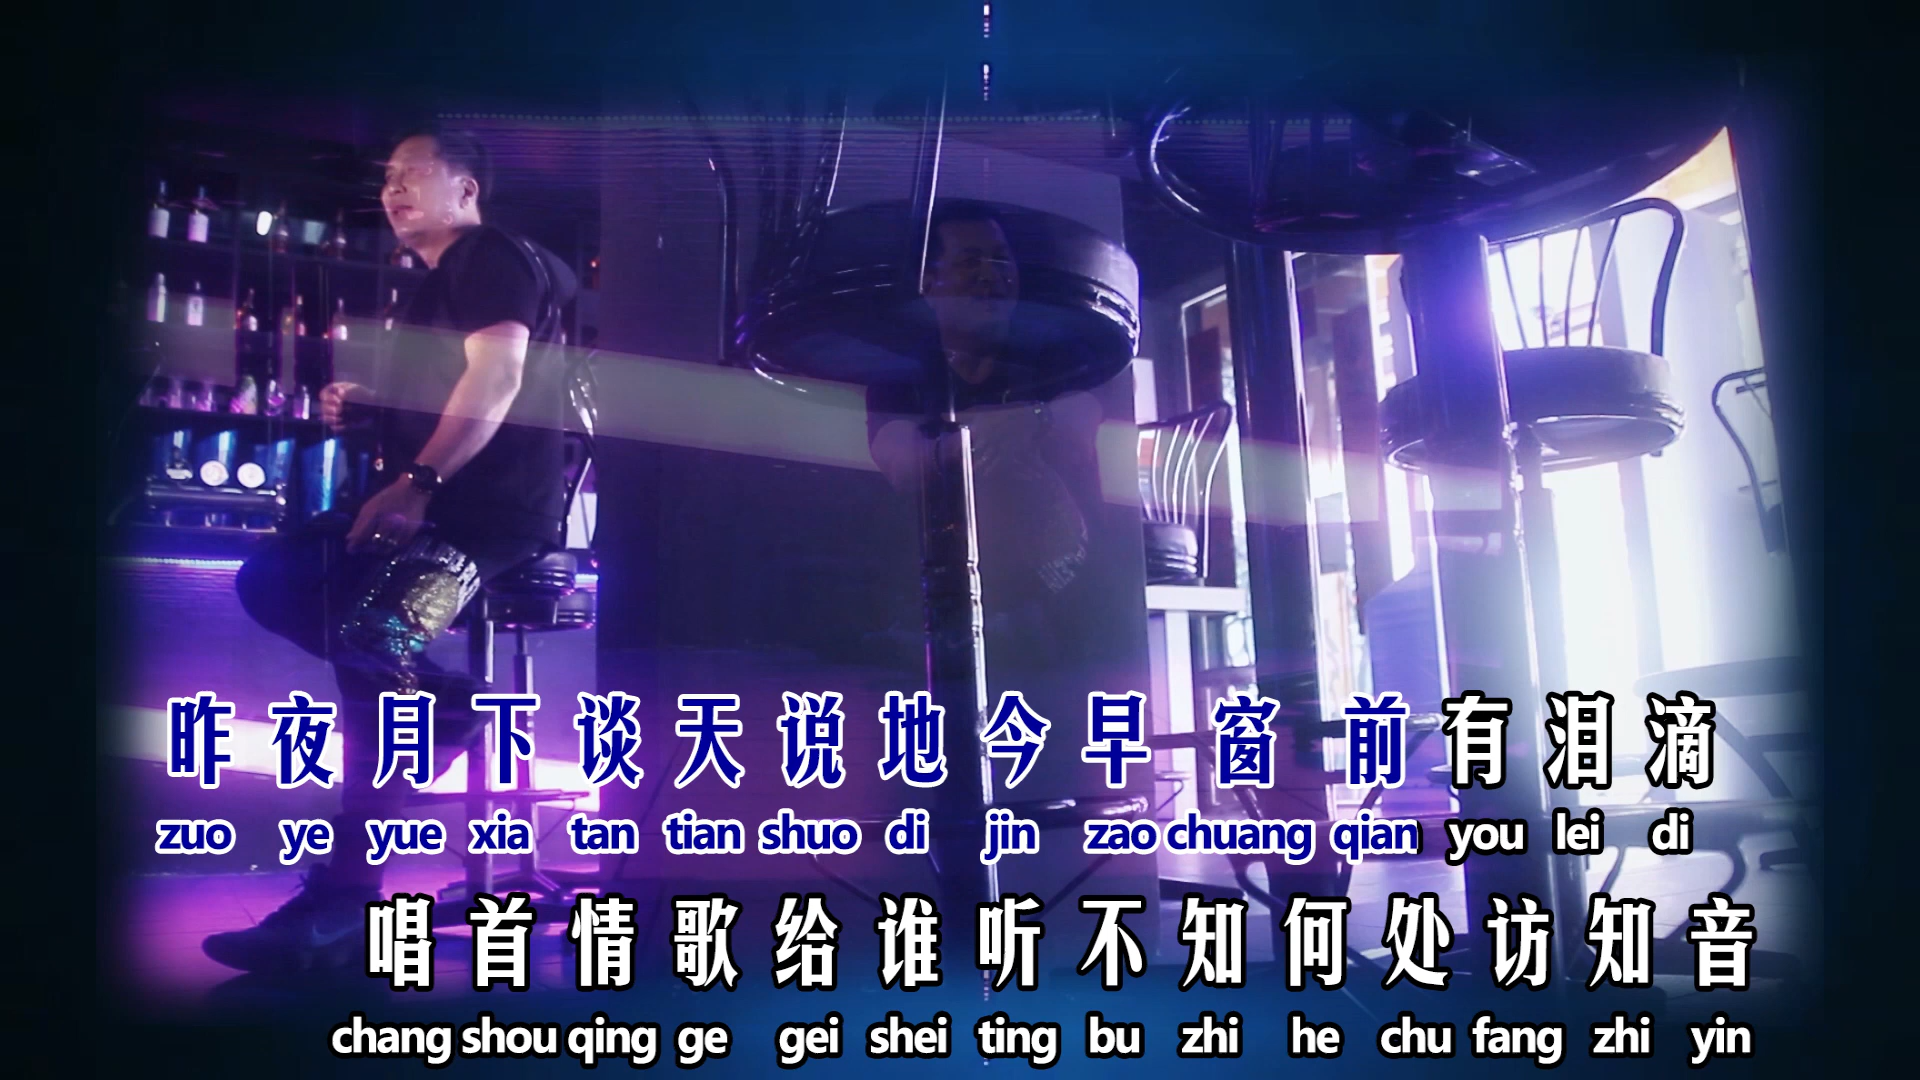 昨夜月下谈天说地今早窗前有泪滴
zuo ye yue xia tan tian shuo di jin zao chuang qian you lei di
唱首情歌给谁听不知何处访知音
chang shou qing ge gei shei ting bu zhi he chu fang zhi yin